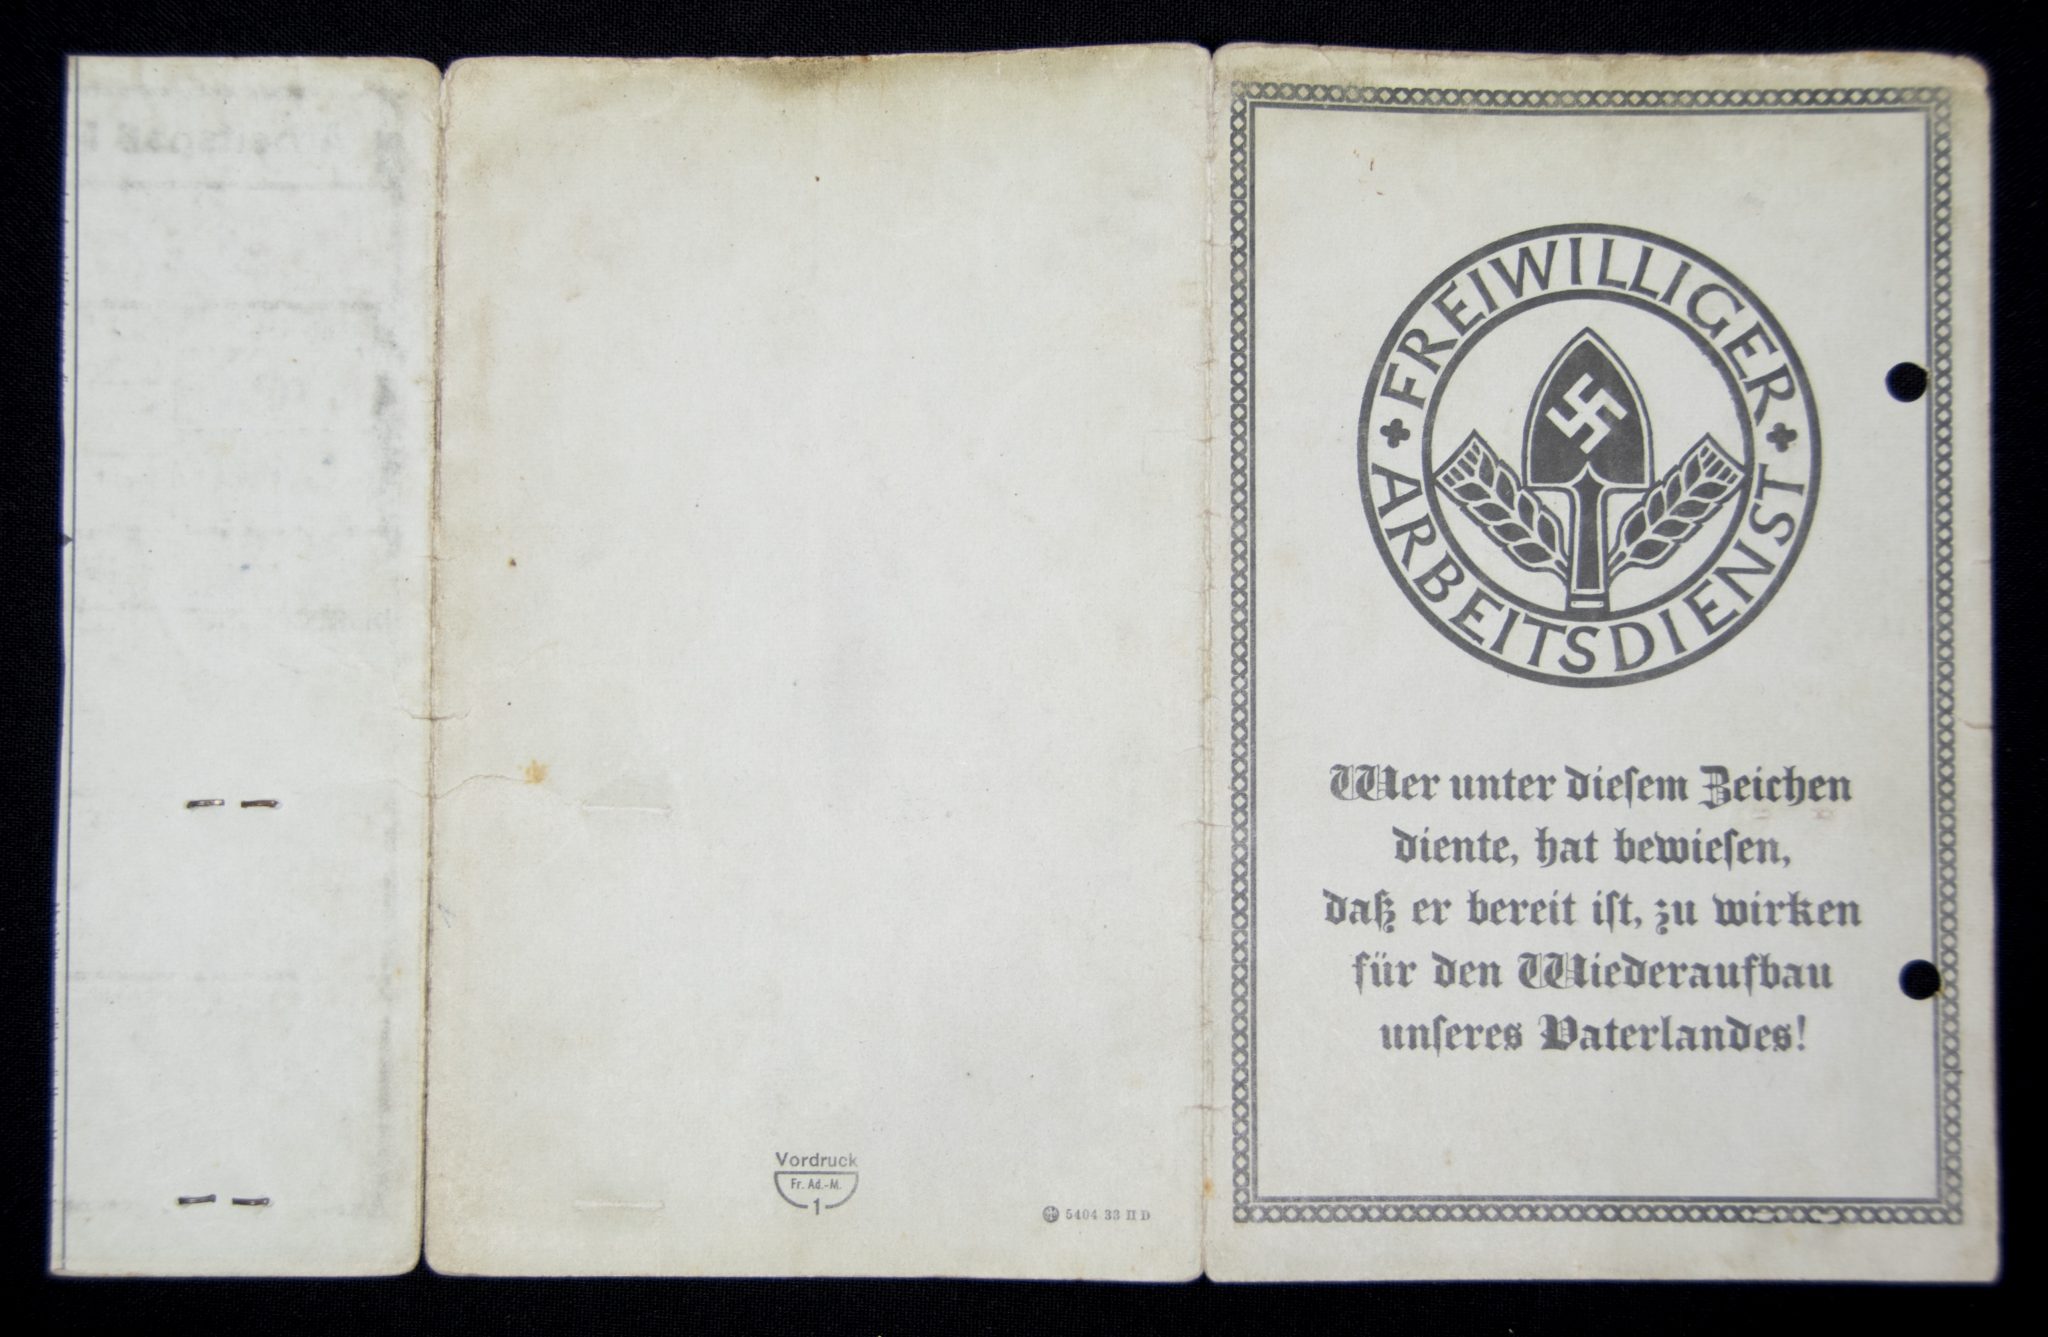 Vordruck
Fr. Ad.-M.
1
5404 33 II D
FREIWILLIGER
ARBEITSDIENST
Wer unter dieſem Zeichen
diente, hat bewieſen,
daß er bereit iſt, zu wirken
für den Wiederaufbau
unſeres Vaterlandes!